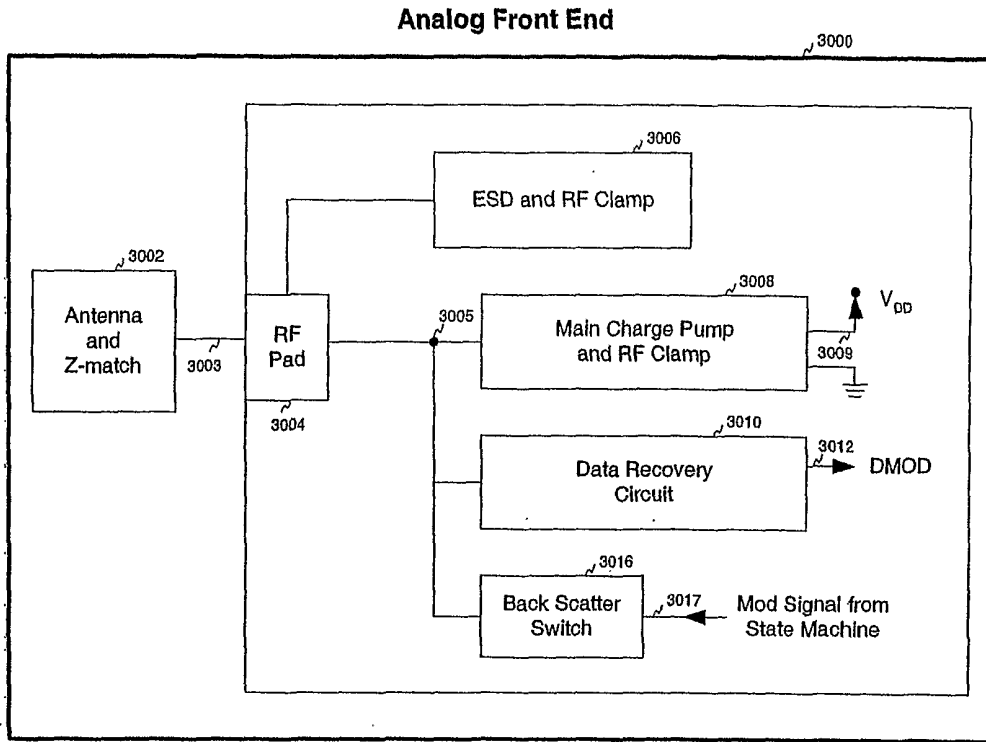 Analog Front End
3000
3006
ESD and RF Clamp
3002
Antenna
and
Z-match
3003
RF
Pad
3004
3005
3008
Main Charge Pump
and RF Clamp
V_DD
3009
3010
Data Recovery
Circuit
3012
DMOD
3016
Back Scatter
Switch
3017
Mod Signal from
State Machine